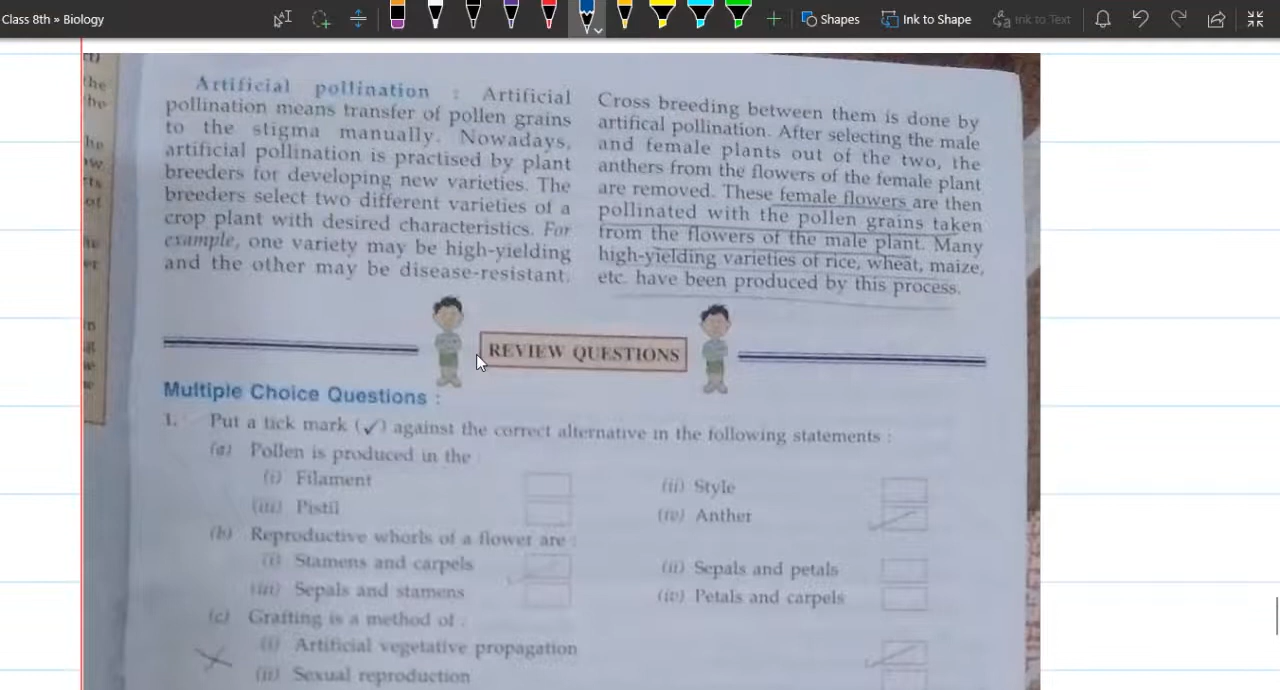 Class 8th » Biology
Shapes
Ink to Shape
Ink to Text
Artificial pollination : Artificial
pollination means transfer of pollen grains
to the stigma manually. Nowadays,
artificial pollination is practised by plant
breeders for developing new varieties. The
breeders select two different varieties of a
crop plant with desired characteristics. For
example, one variety may be high-yielding
and the other may be disease-resistant.
Cross breeding between them is done by
artifical pollination. After selecting the male
and female plants out of the two, the
anthers from the flowers of the female plant
are removed. These female flowers are then
pollinated with the pollen grains taken
from the flowers of the male plant. Many
high-yielding varieties of rice, wheat, maize,
etc. have been produced by this process.
REVIEW QUESTIONS
Multiple Choice Questions :
1. Put a tick mark (✓) against the correct alternative in the following statements :
(a) Pollen is produced in the
(i) Filament (ii) Style
(iii) Pistil (iv) Anther
(b) Reproductive whorls of a flower are :
(i) Stamens and carpels (ii) Sepals and petals
(iii) Sepals and stamens (iv) Petals and carpels
(c) Grafting is a method of :
(i) Artificial vegetative propagation
(ii) Sexual reproduction